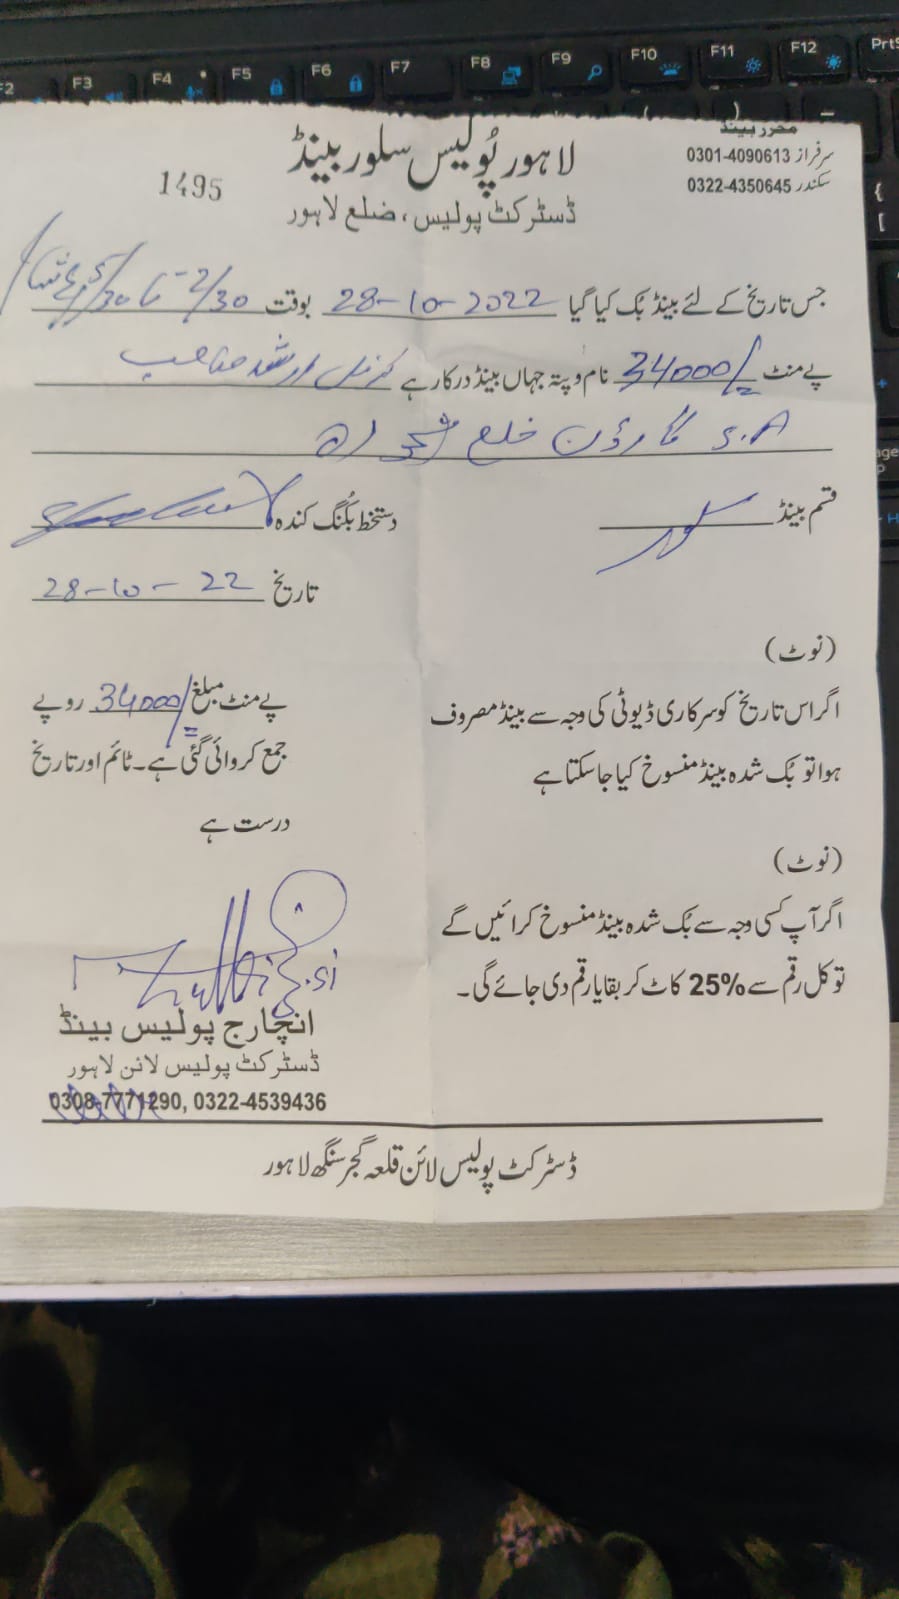 محرر بینڈ
سرفراز 0301-4090613
سکندر 0322-4350645
لاہور پولیس سلور بینڈ
1495
ڈسٹرکٹ پولیس، ضلع لاہور
جس تاریخ کے لئے بینڈ بک کیا گیا 28-10-2022 بوقت 2/30 تا 5/30
پے منٹ 34000/= نام و پتہ جہاں بینڈ درکار ہے کرنل ارشد صاحب
S.A گارڈن ضلع
قسم بینڈ سلور
دستخط بکنگ کنندہ
تاریخ 28-10-22
(نوٹ)
اگر اس تاریخ کو سرکاری ڈیوٹی کی وجہ سے بینڈ مصروف
ہوا تو بک شدہ بینڈ منسوخ کیا جا سکتا ہے
پے منٹ مبلغ 34000/= روپے
جمع کروائی گئی ہے۔ ٹائم اور تاریخ
درست ہے
(نوٹ)
اگر آپ کسی وجہ سے بک شدہ بینڈ منسوخ کرائیں گے
تو کل رقم سے 25% کاٹ کر بقایا رقم دی جائے گی۔
انچارج پولیس بینڈ
ڈسٹرکٹ پولیس لائن لاہور
0308-7771290, 0322-4539436
ڈسٹرکٹ پولیس لائن قلعہ گجر سنگھ لاہور
F2 F3 F4 F5 F6 F7 F8 F9 F10 F11 F12